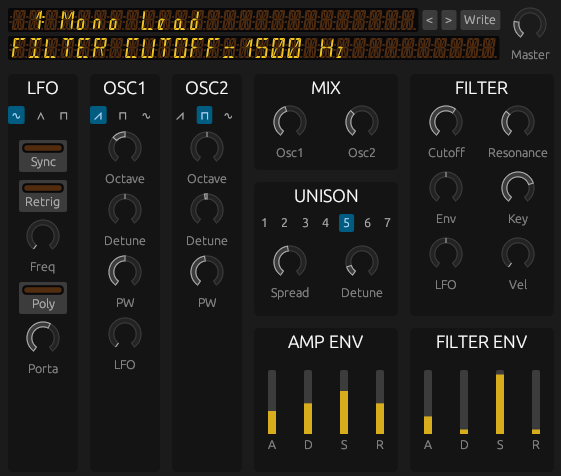 1 Mono Lead
< > Write
FILTER CUTOFF= 1500 Hz
Master
LFO OSC1 OSC2 MIX FILTER
Sync
Retrig
Freq
Poly
Porta
Octave
Detune
PW
LFO
Octave
Detune
PW
Osc1 Osc2
UNISON
1 2 3 4 5 6 7
Spread Detune
Cutoff Resonance
Env Key
LFO Vel
AMP ENV
A D S R
FILTER ENV
A D S R